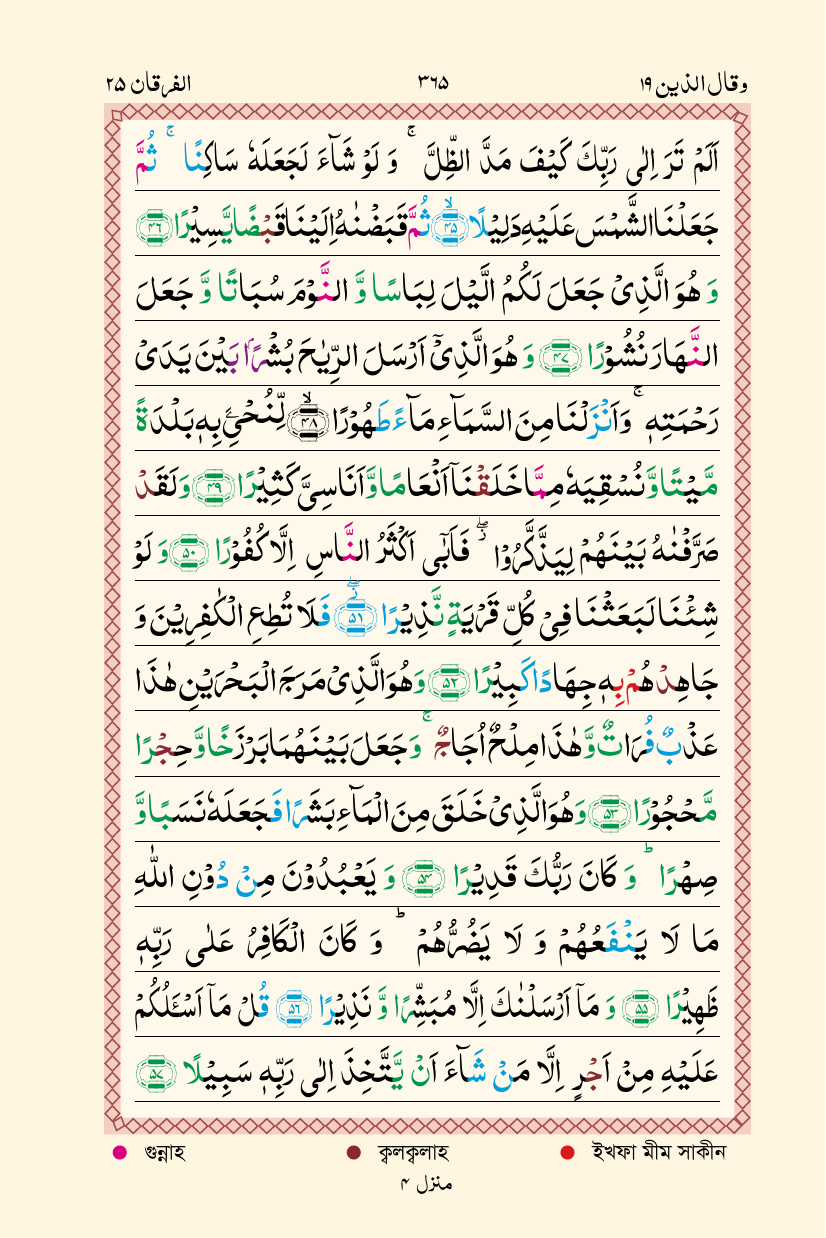 وقال الذين ١٩ ٣٦٥ الفرقان ٢٥
اَلَمْ تَرَ اِلٰى رَبِّكَ كَيْفَ مَدَّ الظِّلَّ ۚ وَ لَوْ شَآءَ لَجَعَلَهٗ سَاكِنًا ۚ ثُمَّ
جَعَلْنَا الشَّمْسَ عَلَيْهِ دَلِيْلًا ۙ﴿٤٥﴾ ثُمَّ قَبَضْنٰهُ اِلَيْنَا قَبْضًا يَّسِيْرًا ﴿٤٦﴾
وَ هُوَ الَّذِىْ جَعَلَ لَكُمُ الَّيْلَ لِبَاسًا وَّ النَّوْمَ سُبَاتًا وَّ جَعَلَ
النَّهَارَ نُشُوْرًا ﴿٤٧﴾ وَ هُوَ الَّذِىْٓ اَرْسَلَ الرِّيٰحَ بُشْرًۢا بَيْنَ يَدَىْ
رَحْمَتِهٖ ۚ وَ اَنْزَلْنَا مِنَ السَّمَآءِ مَآءً طَهُوْرًا ۙ﴿٤٨﴾ لِّنُحْيِۦَ بِهٖ بَلْدَةً
مَّيْتًا وَّ نُسْقِيَهٗ مِمَّا خَلَقْنَاۤ اَنْعَامًا وَّ اَنَاسِىَّ كَثِيْرًا ﴿٤٩﴾ وَ لَقَدْ
صَرَّفْنٰهُ بَيْنَهُمْ لِيَذَّكَّرُوْا ۖ فَاَبٰٓى اَكْثَرُ النَّاسِ اِلَّا كُفُوْرًا ﴿٥٠﴾ وَ لَوْ
شِئْنَا لَبَعَثْنَا فِىْ كُلِّ قَرْيَةٍ نَّذِيْرًا ۖ﴿٥١﴾ فَلَا تُطِعِ الْكٰفِرِيْنَ وَ
جَاهِدْهُمْ بِهٖ جِهَادًا كَبِيْرًا ﴿٥٢﴾ وَ هُوَ الَّذِىْ مَرَجَ الْبَحْرَيْنِ هٰذَا
عَذْبٌ فُرَاتٌ وَّ هٰذَا مِلْحٌ اُجَاجٌ ۚ وَ جَعَلَ بَيْنَهُمَا بَرْزَخًا وَّ حِجْرًا
مَّحْجُوْرًا ﴿٥٣﴾ وَ هُوَ الَّذِىْ خَلَقَ مِنَ الْمَآءِ بَشَرًا فَجَعَلَهٗ نَسَبًا وَّ
صِهْرًا ؕ وَ كَانَ رَبُّكَ قَدِيْرًا ﴿٥٤﴾ وَ يَعْبُدُوْنَ مِنْ دُوْنِ اللّٰهِ
مَا لَا يَنْفَعُهُمْ وَ لَا يَضُرُّهُمْ ؕ وَ كَانَ الْكَافِرُ عَلٰى رَبِّهٖ
ظَهِيْرًا ﴿٥٥﴾ وَ مَاۤ اَرْسَلْنٰكَ اِلَّا مُبَشِّرًا وَّ نَذِيْرًا ﴿٥٦﴾ قُلْ مَاۤ اَسْـَٔلُكُمْ
عَلَيْهِ مِنْ اَجْرٍ اِلَّا مَنْ شَآءَ اَنْ يَّتَّخِذَ اِلٰى رَبِّهٖ سَبِيْلًا ﴿٥٧﴾
গুন্নাহ ক্বলক্বলাহ ইখফা মীম সাকীন
منزل ٤